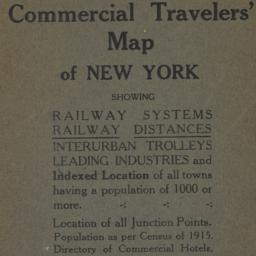 Commercial Travelers'
Map
of NEW YORK
SHOWING
RAILWAY SYSTEMS
RAILWAY DISTANCES
INTERURBAN TROLLEYS
LEADING INDUSTRIES and
Indexed Location of all towns
having a population of 1000 or
more. -:- -:- -:-
Location of all Junction Points.
Population as per Census of 1915.
Directory of Commercial Hotels,